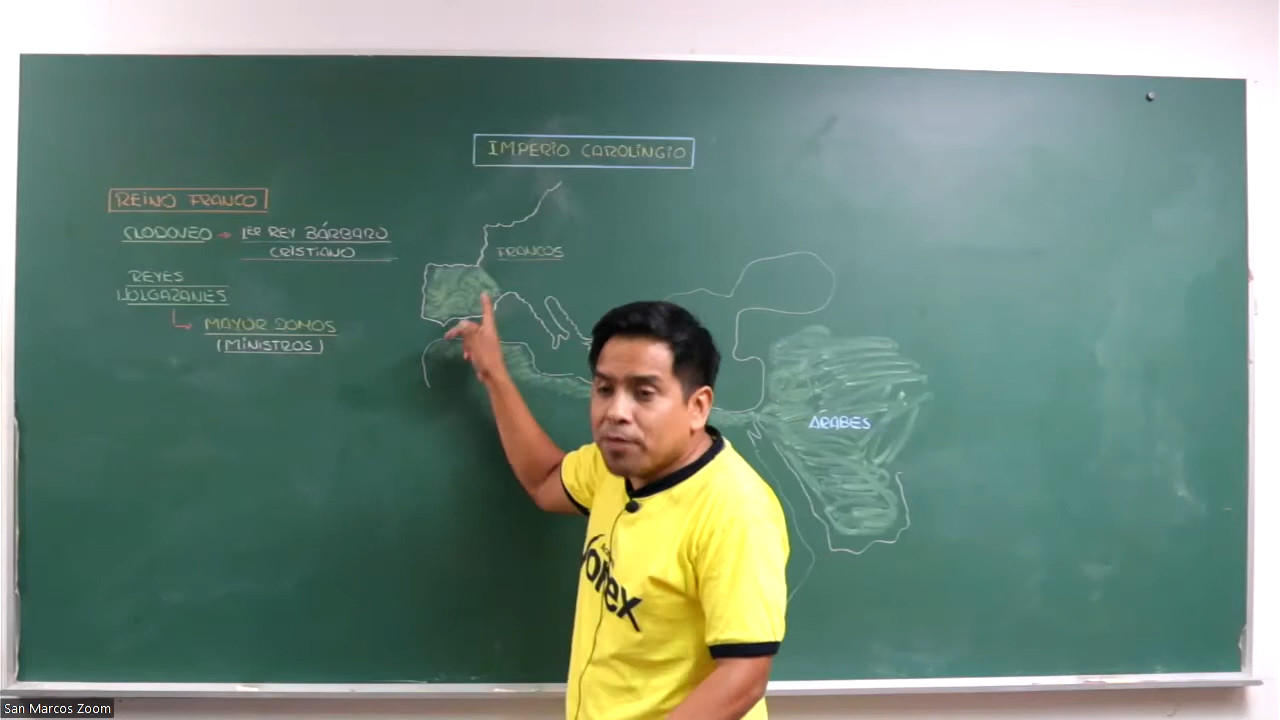 IMPERIO CAROLINGIO
REINO FRANCO
CLODOVEO → 1ER REY BÁRBARO
CRISTIANO
FRANCOS
REYES
HOLGAZANES
MAYOR DOMOS
(MINISTROS)
ÁRABES
San Marcos Zoom